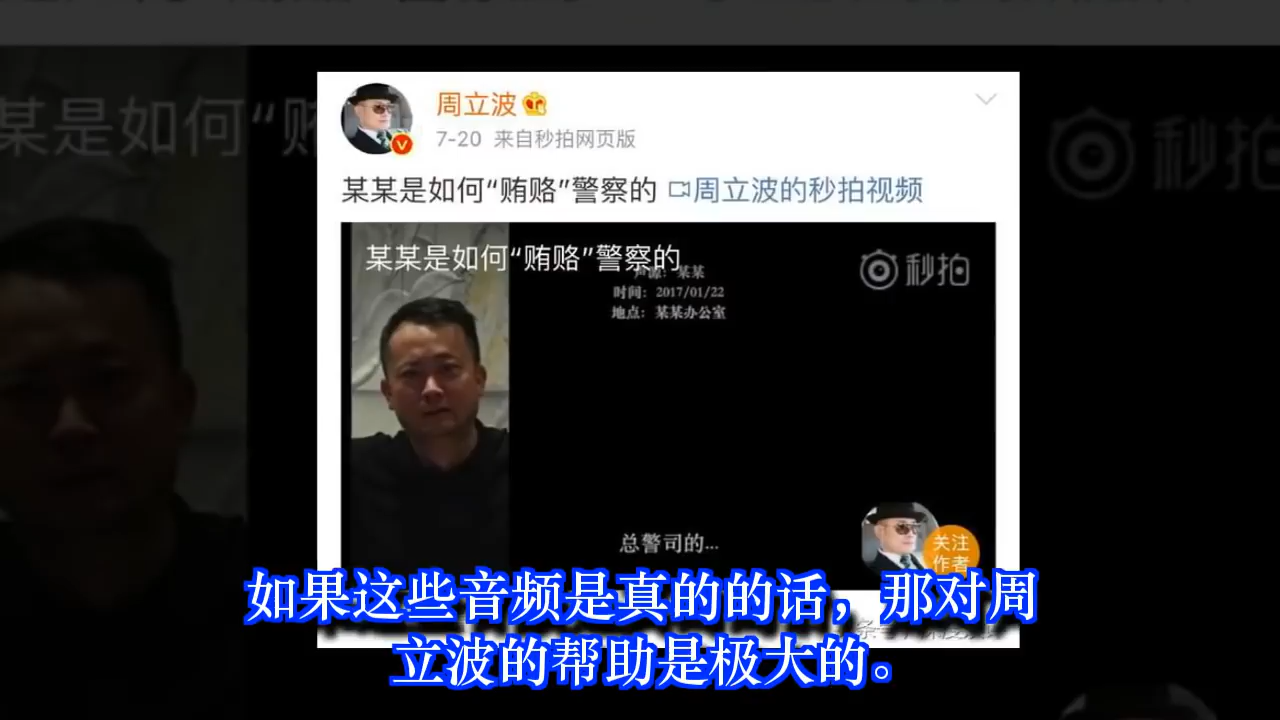 某是如何“贿
秒拍
周立波
7-20 来自秒拍网页版
某某是如何“贿赂”警察的 周立波的秒拍视频
某某是如何“贿赂”警察的
秒拍
声源：某某
时间：2017/01/22
地点：某某办公室
总警司的...
关注
作者
如果这些音频是真的的话，那对周
立波的帮助是极大的。